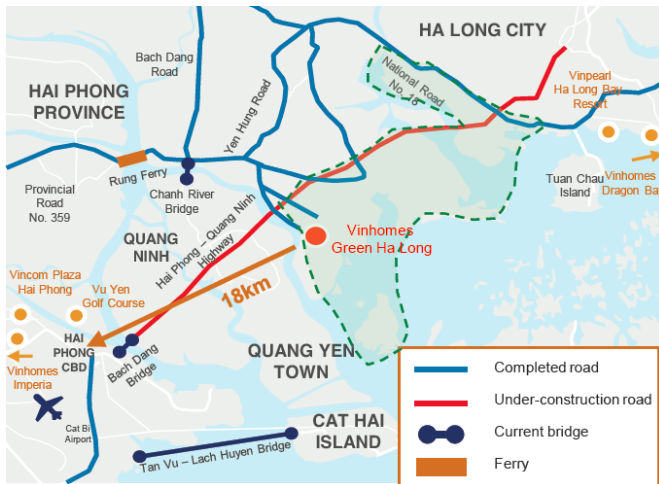 HA LONG CITY
Bach Dang
Road
National Road
No. 18
Vinpearl
Ha Long Bay
Resort
HAI PHONG
PROVINCE
Yen Hung Road
Rung Ferry
Provincial
Road
No. 359
Chanh River
Bridge
Tuan Chau
Island
Vinhomes
Dragon Ba
QUANG
NINH
Hai Phong – Quang Ninh
Highway
Vinhomes
Green Ha Long
Vincom Plaza
Hai Phong
Vu Yen
Golf Course
18km
HAI
PHONG
CBD
Bach Dang
Bridge
QUANG YEN
TOWN
Vinhomes
Imperia
Cat Bi
Airport
CAT HAI
ISLAND
Tan Vu – Lach Huyen Bridge
Completed road
Under-construction road
Current bridge
Ferry